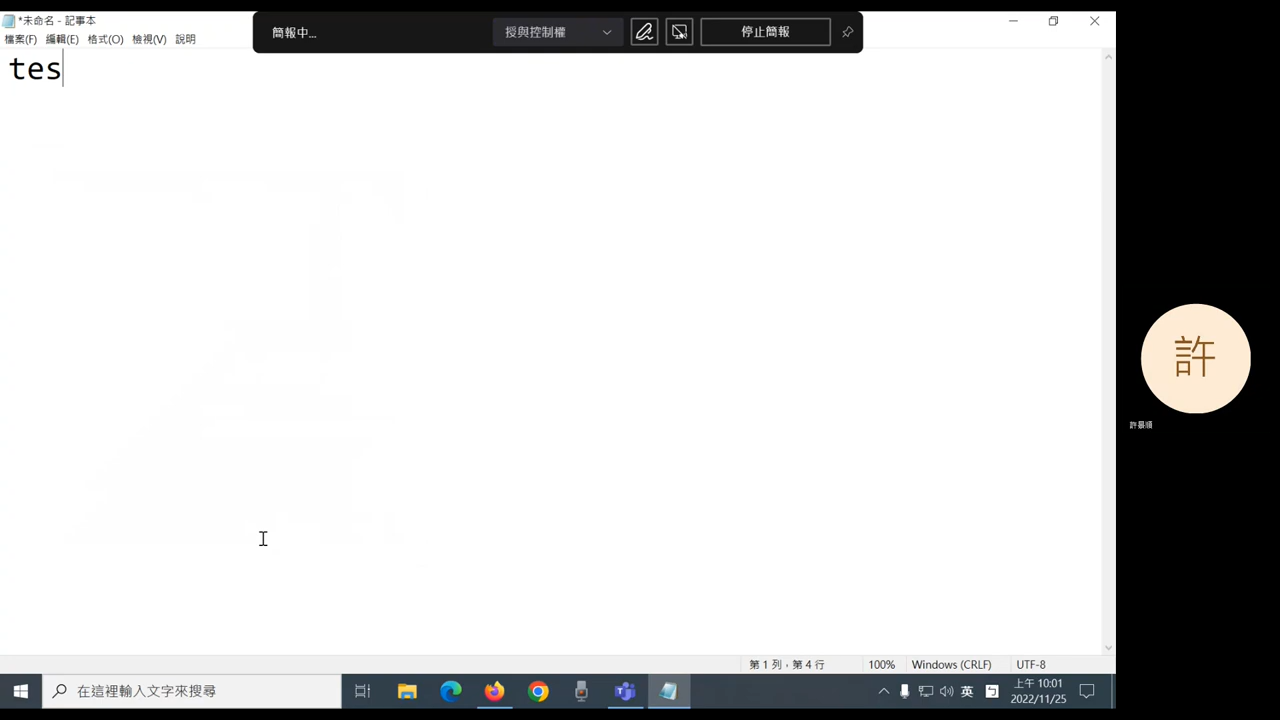 *未命名 - 記事本
簡報中...
授與控制權
停止簡報
檔案(F) 編輯(E) 格式(O) 檢視(V) 說明
tes
許
許景順
第 1 列，第 4 行
100%
Windows (CRLF)
UTF-8
在這裡輸入文字來搜尋
英
ㄅ
上午 10:01
2022/11/25